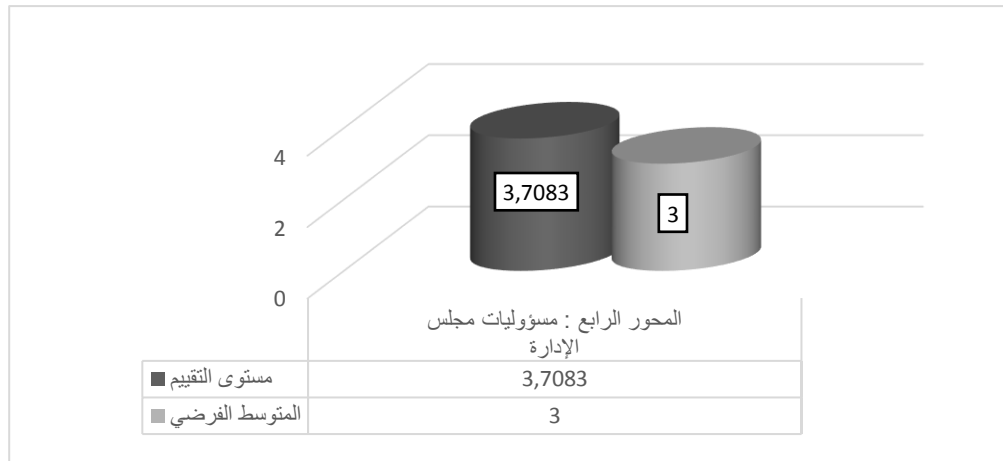 4
2
0
3,7083
3
المحور الرابع : مسؤوليات مجلس
الإدارة
مستوى التقييم 3,7083
المتوسط الفرضي 3